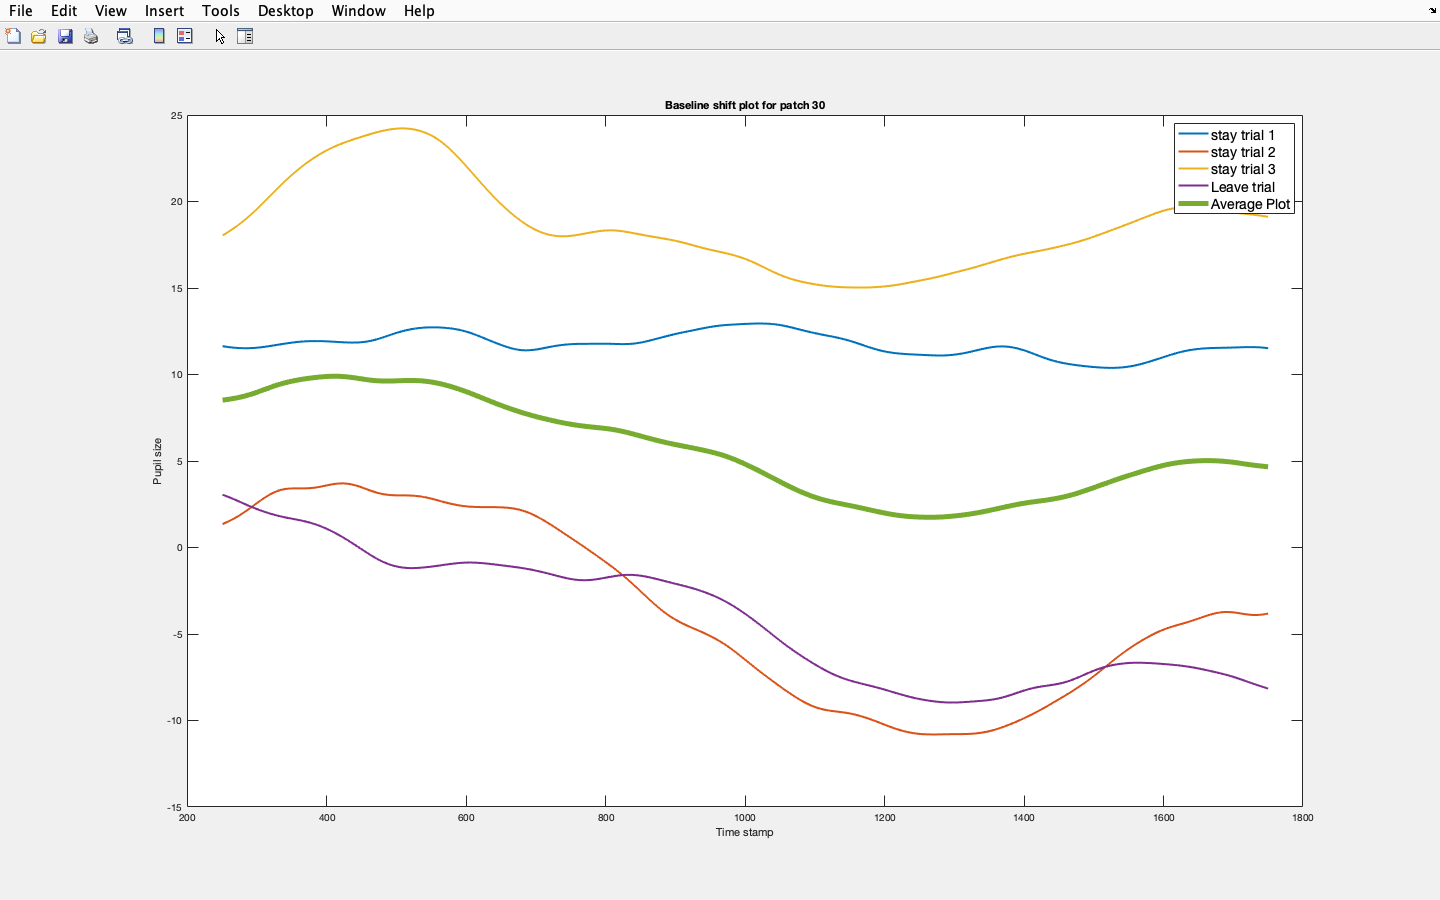 File Edit View Insert Tools Desktop Window Help
Baseline shift plot for patch 30
25
20
15
10
5
0
-5
-10
-15
Pupil size
stay trial 1
stay trial 2
stay trial 3
Leave trial
Average Plot
200 400 600 800 1000 1200 1400 1600 1800
Time stamp